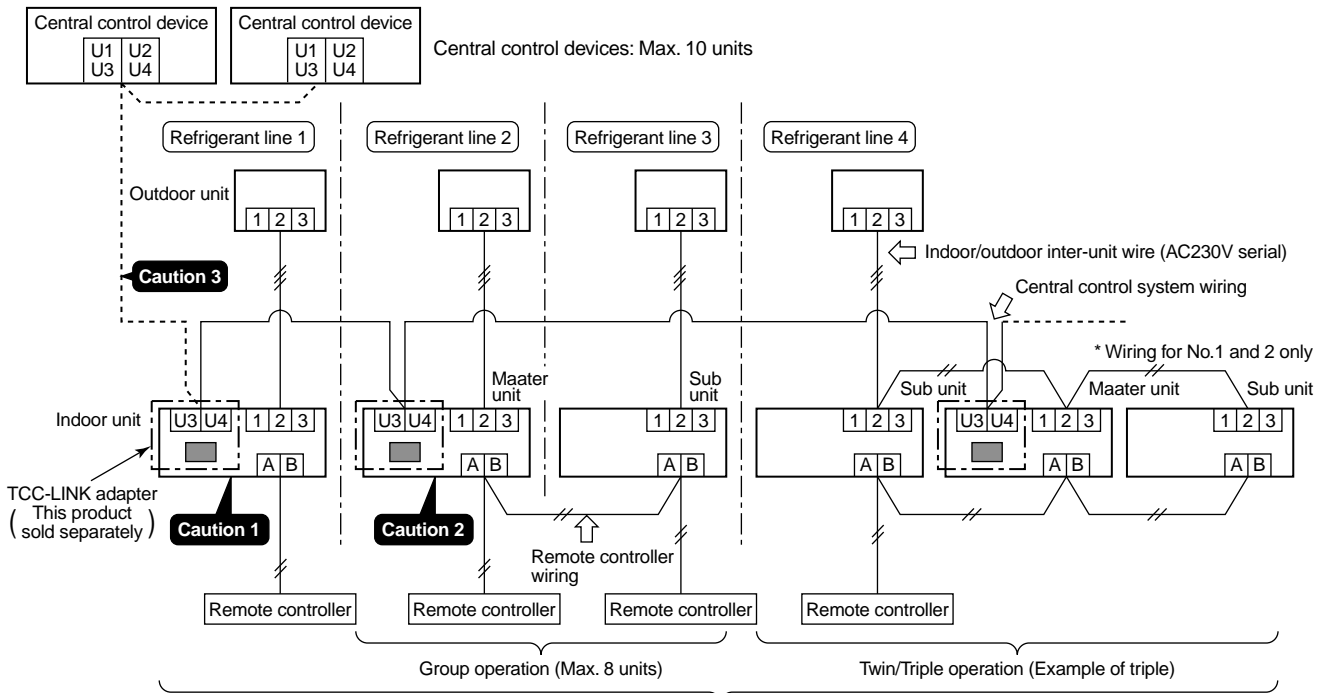 Central control device
Central control device
U1 U2
U3 U4
U1 U2
U3 U4
Central control devices: Max. 10 units
Refrigerant line 1
Refrigerant line 2
Refrigerant line 3
Refrigerant line 4
Outdoor unit
1 2 3
1 2 3
1 2 3
1 2 3
Indoor/outdoor inter-unit wire (AC230V serial)
Caution 3
Central control system wiring
* Wiring for No.1 and 2 only
Maater
unit
Sub
unit
Sub unit
Maater unit
Sub unit
Indoor unit
U3 U4
1 2 3
U3 U4
1 2 3
1 2 3
1 2 3
U3 U4
1 2 3
1 2 3
A B
A B
A B
A B
A B
A B
TCC-LINK adapter
( This product
sold separately )
Caution 1
Caution 2
Remote controller
wiring
Remote controller
Remote controller
Remote controller
Remote controller
Group operation (Max. 8 units)
Twin/Triple operation (Example of triple)